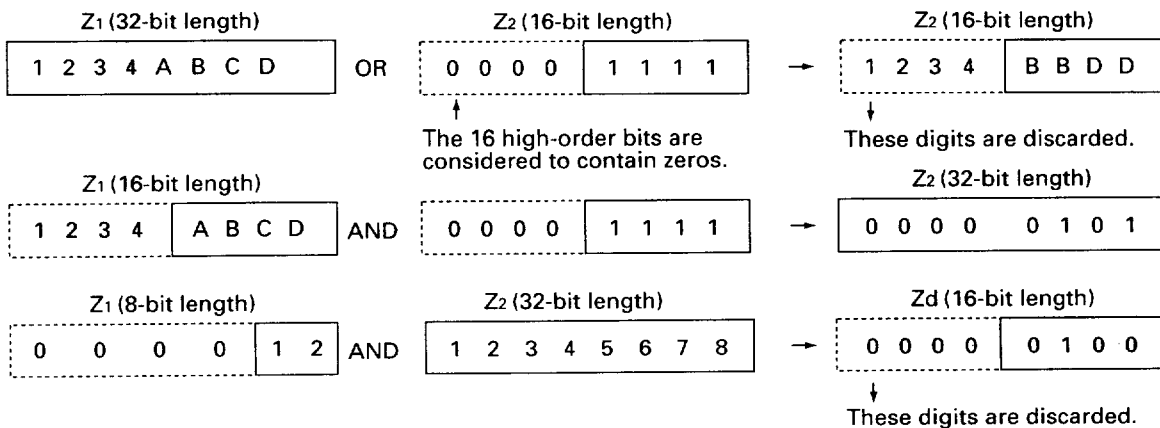 Z1 (32-bit length) Z2 (16-bit length) Z2 (16-bit length)
1 2 3 4 A B C D OR 0 0 0 0 1 1 1 1 → 1 2 3 4 B B D D
The 16 high-order bits are
considered to contain zeros.
These digits are discarded.
Z1 (16-bit length) Z2 (32-bit length)
1 2 3 4 A B C D AND 0 0 0 0 1 1 1 1 → 0 0 0 0 0 1 0 1
Z1 (8-bit length) Z2 (32-bit length) Zd (16-bit length)
0 0 0 0 1 2 AND 1 2 3 4 5 6 7 8 → 0 0 0 0 0 1 0 0
These digits are discarded.